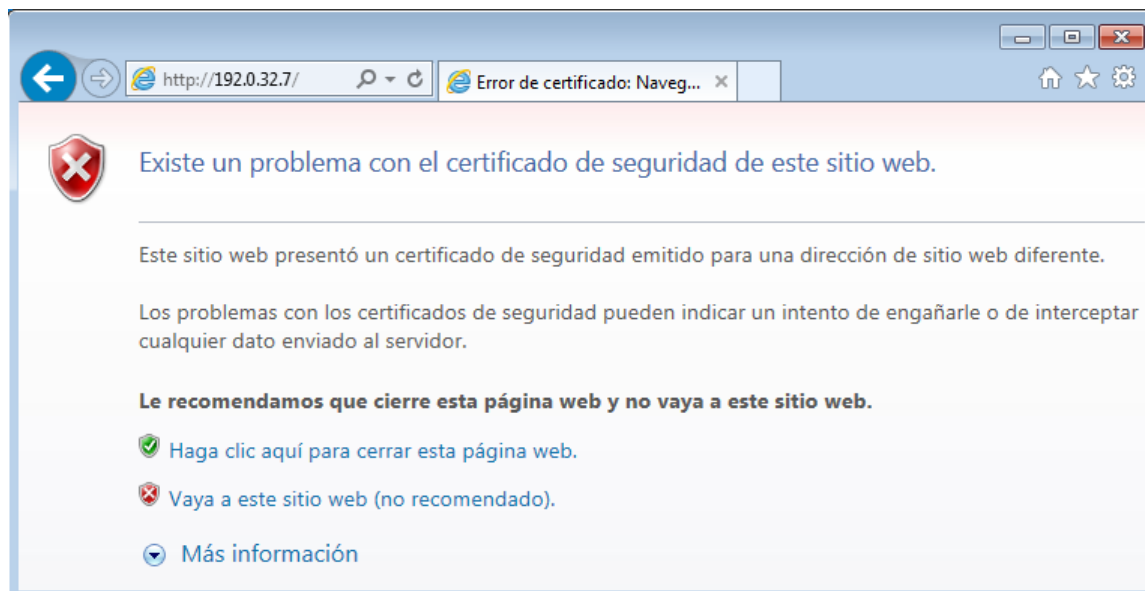 http://192.0.32.7/
Error de certificado: Naveg...
Existe un problema con el certificado de seguridad de este sitio web.
Este sitio web presentó un certificado de seguridad emitido para una dirección de sitio web diferente.
Los problemas con los certificados de seguridad pueden indicar un intento de engañarle o de interceptar
cualquier dato enviado al servidor.
Le recomendamos que cierre esta página web y no vaya a este sitio web.
Haga clic aquí para cerrar esta página web.
Vaya a este sitio web (no recomendado).
Más información